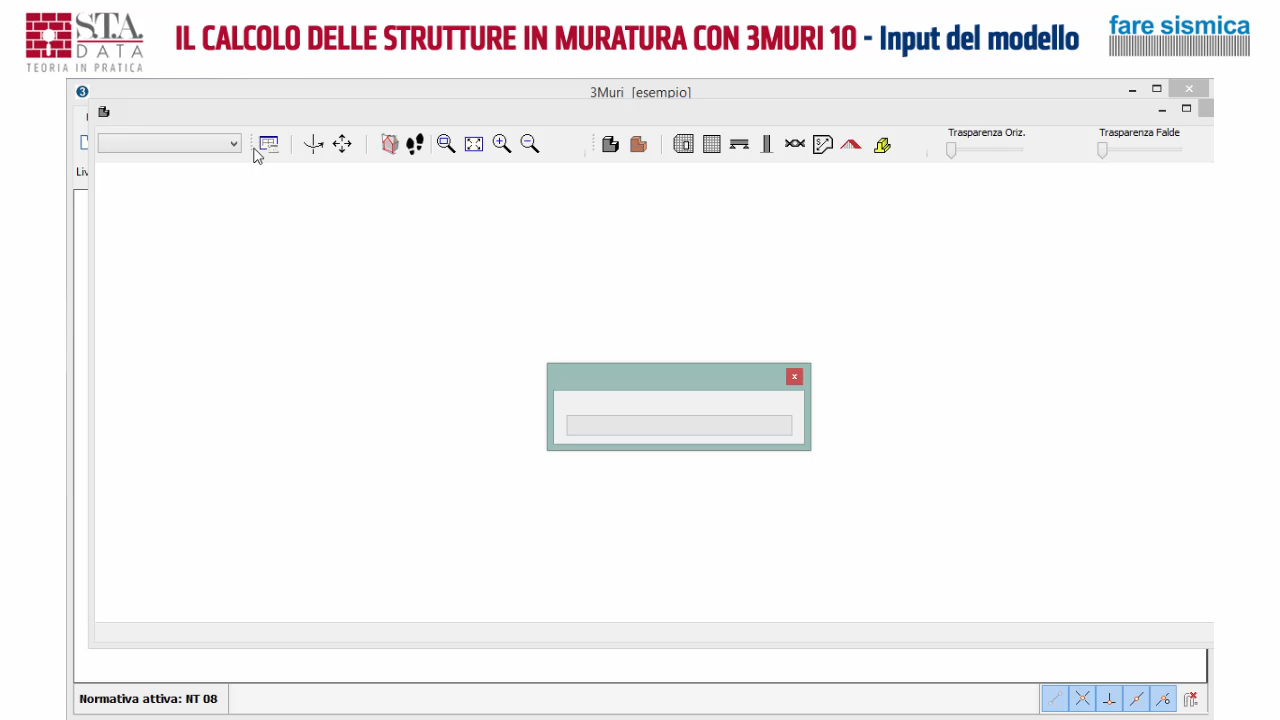 S.T.A.
DATA
TEORIA IN PRATICA
IL CALCOLO DELLE STRUTTURE IN MURATURA CON 3MURI 10 - Input del modello
fare sismica
3Muri [esempio]
Trasparenza Oriz.
Trasparenza Falde
Liv
Normativa attiva: NT 08